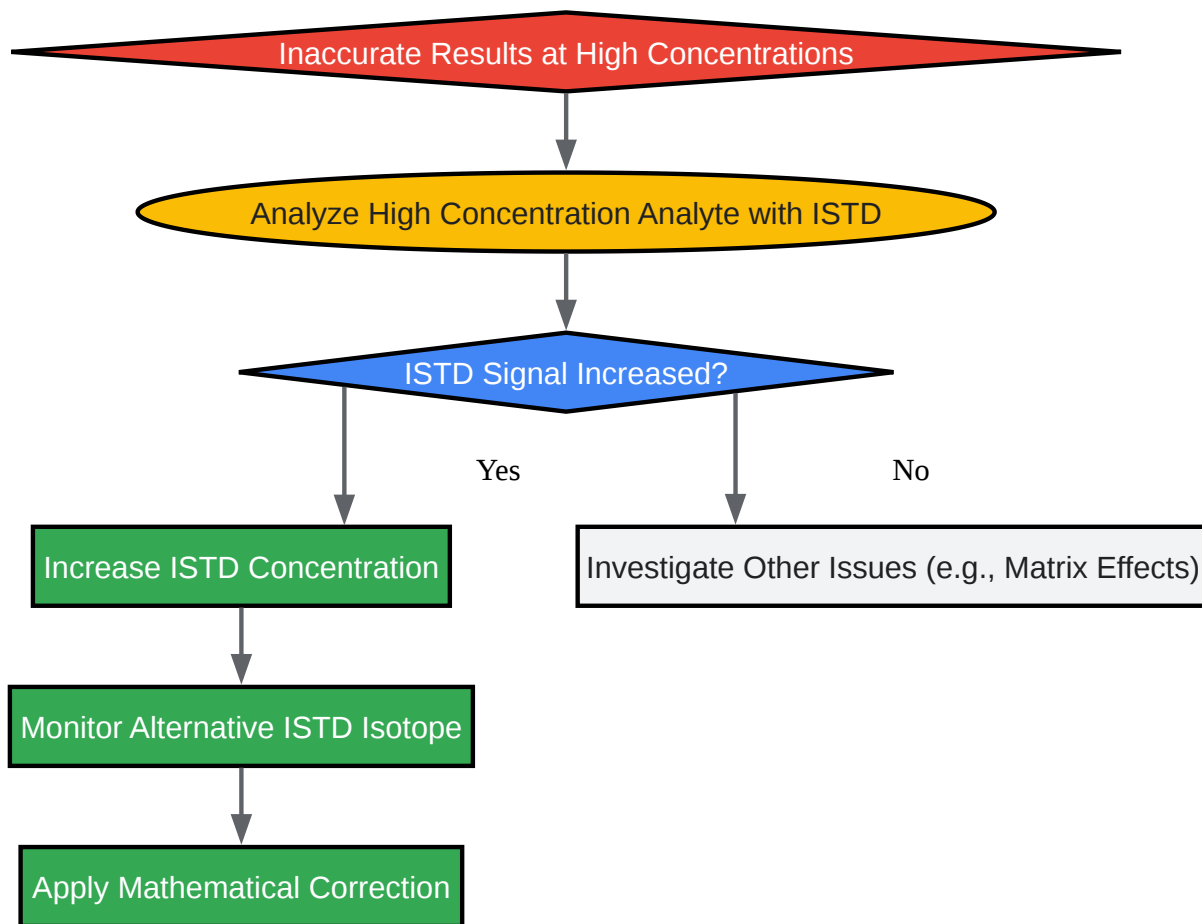 Inaccurate Results at High Concentrations
Analyze High Concentration Analyte with ISTD
ISTD Signal Increased?
Yes
No
Increase ISTD Concentration
Investigate Other Issues (e.g., Matrix Effects)
Monitor Alternative ISTD Isotope
Apply Mathematical Correction